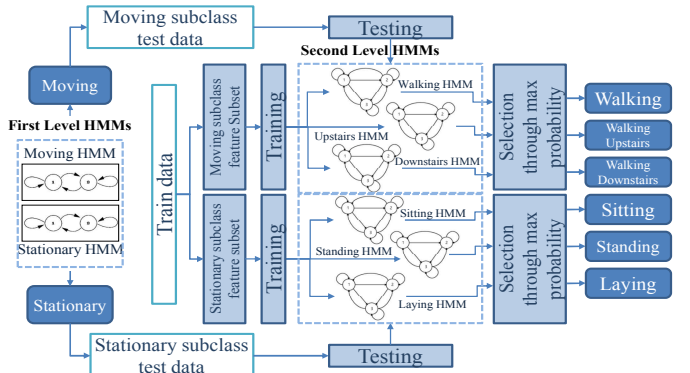 Moving subclass
test data
Testing
Second Level HMMs
Moving
First Level HMMs
Moving HMM
Stationary HMM
Stationary
Train data
Moving subclass
feature Subset
Training
Walking HMM
Upstairs HMM
Downstairs HMM
Selection
through max
probability
Walking
Walking
Upstairs
Walking
Downstairs
Stationary subclass
feature subset
Training
Sitting HMM
Standing HMM
Laying HMM
Selection
through max
probability
Sitting
Standing
Laying
Stationary subclass
test data
Testing